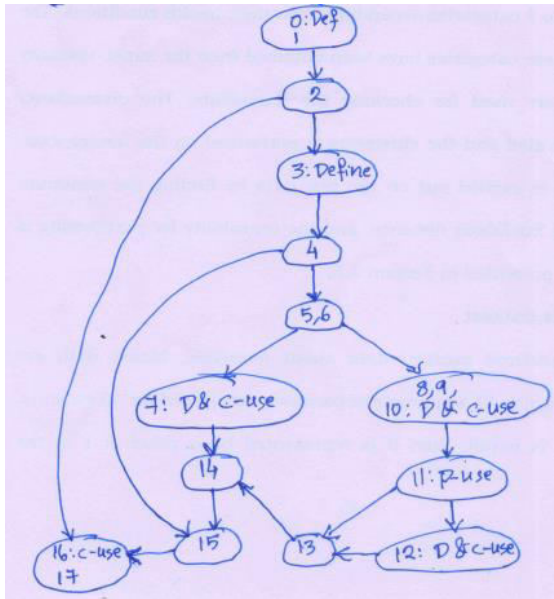 0: Def
1
2
3: Define
4
5,6
7: D& c-use
8,9,
10: D & c-use
14
11: p-use
16: c-use
17
15
13
12: D &c-use